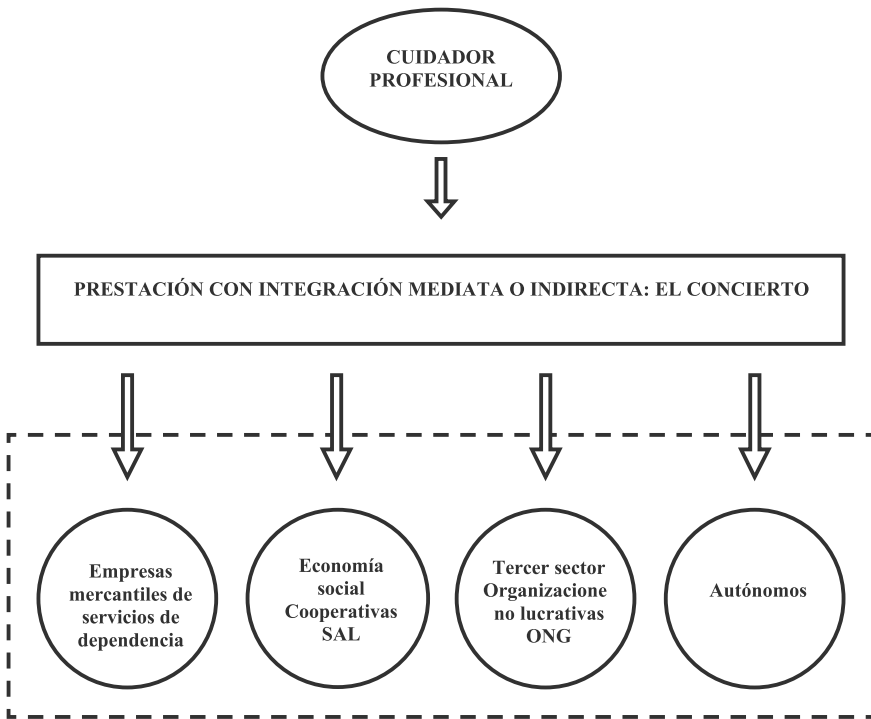 CUIDADOR
PROFESIONAL
PRESTACIÓN CON INTEGRACIÓN MEDIATA O INDIRECTA: EL CONCIERTO
Empresas
mercantiles de
servicios de
dependencia
Economía
social
Cooperativas
SAL
Tercer sector
Organizacione
no lucrativas
ONG
Autónomos